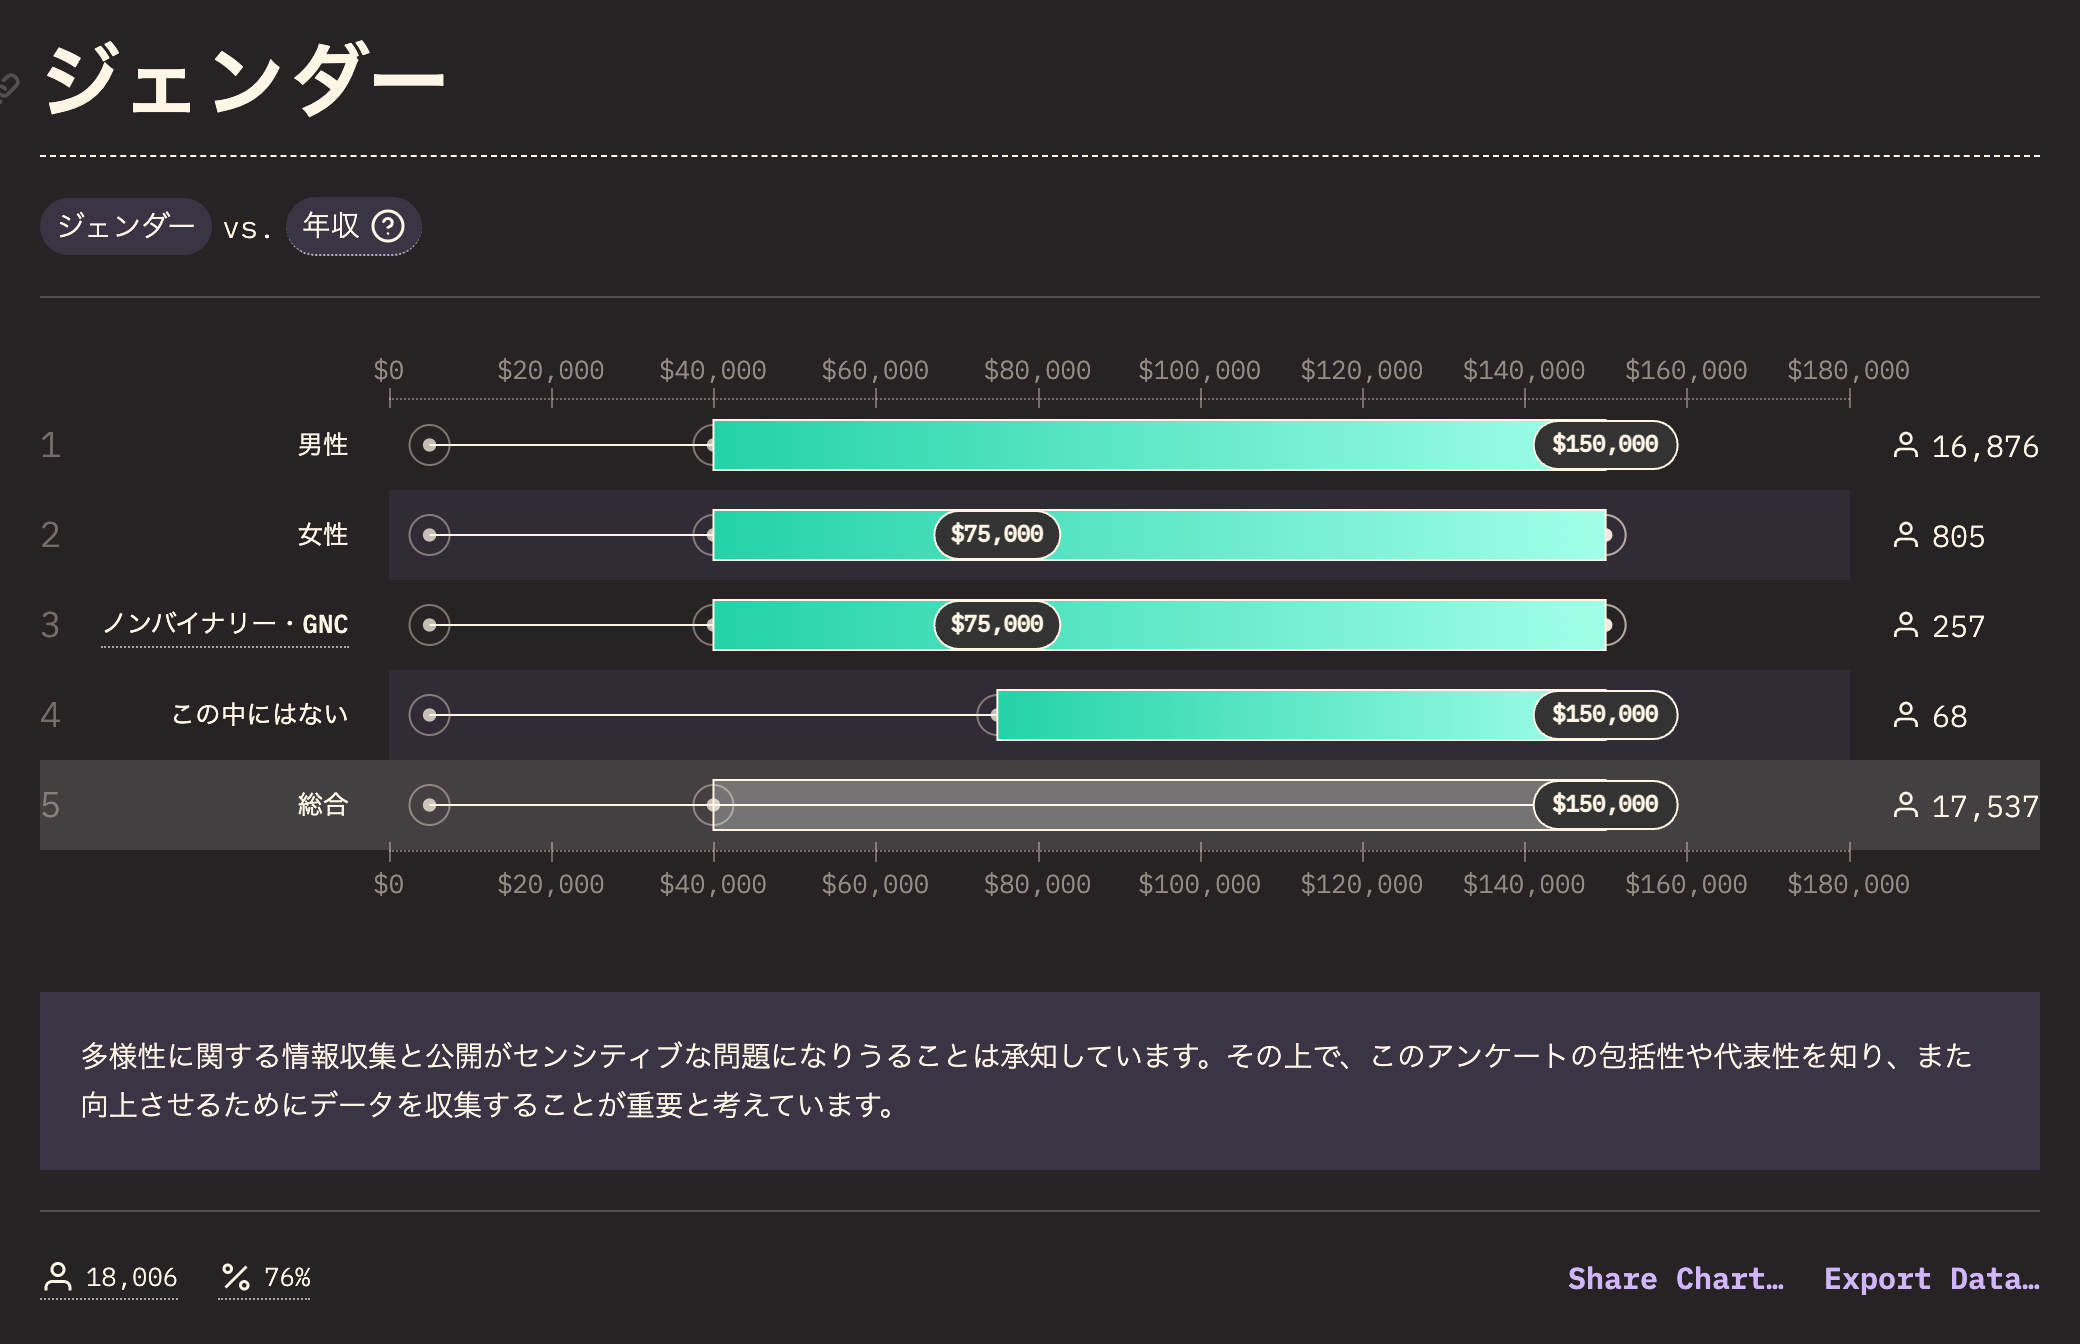 ジェンダー
ジェンダー vs. 年収
$0 $20,000 $40,000 $60,000 $80,000 $100,000 $120,000 $140,000 $160,000 $180,000
1 男性 $150,000 16,876
2 女性 $75,000 805
3 ノンバイナリー・GNC $75,000 257
4 この中にはない $150,000 68
5 総合 $150,000 17,537
$0 $20,000 $40,000 $60,000 $80,000 $100,000 $120,000 $140,000 $160,000 $180,000
多様性に関する情報収集と公開がセンシティブな問題になりうることは承知しています。その上で、このアンケートの包括性や代表性を知り、また
向上させるためにデータを収集することが重要と考えています。
18,006 76% Share Chart… Export Data…